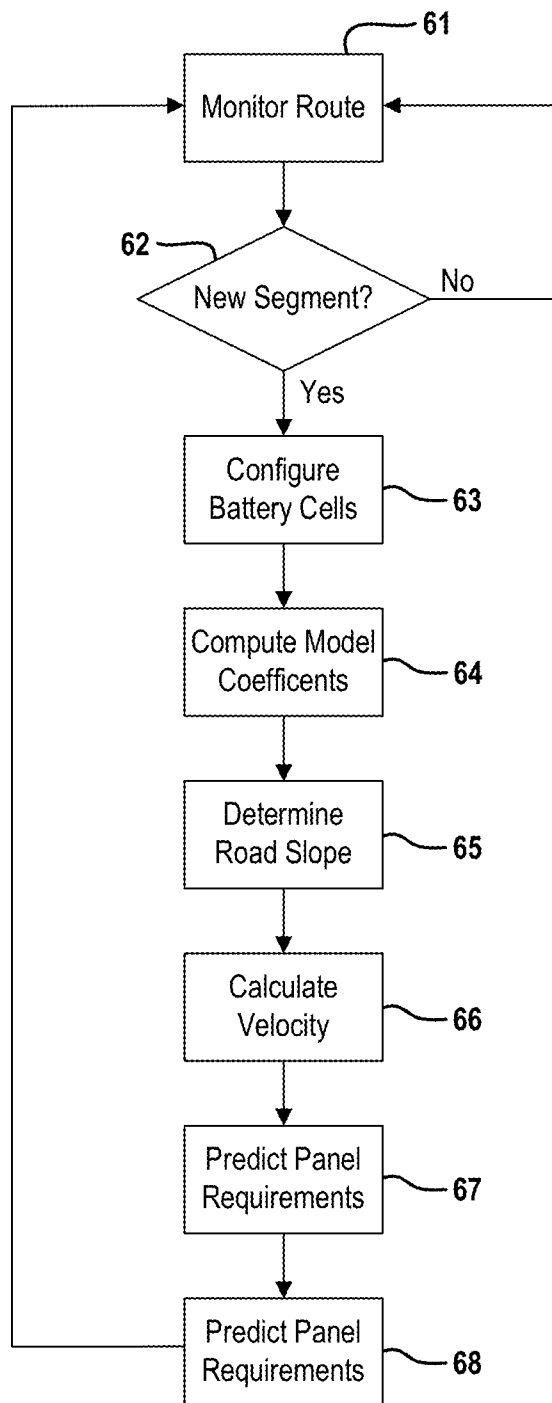 61
Monitor Route
62
New Segment?
No
Yes
Configure
Battery Cells
63
Compute Model
Coefficents
64
Determine
Road Slope
65
Calculate
Velocity
66
Predict Panel
Requirements
67
Predict Panel
Requirements
68